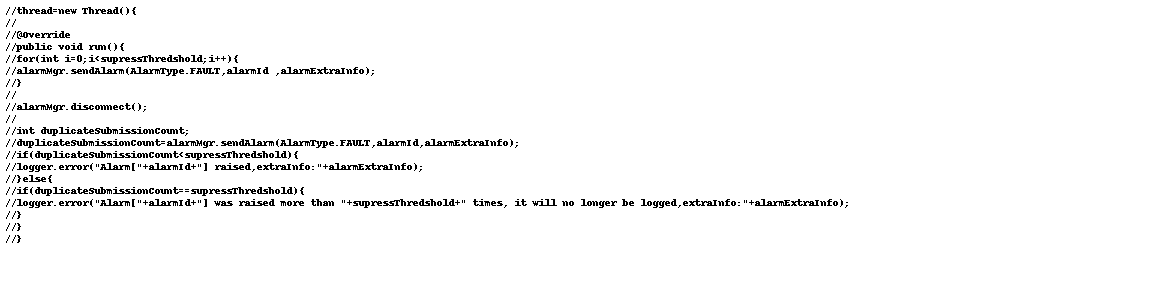 //thread=new Thread(){
//
//@Override
//public void run(){
//for(int i=0;i<supressThredshold;i++){
//alarmMgr.sendAlarm(AlarmType.FAULT,alarmId ,alarmExtraInfo);
//}
//
//alarmMgr.disconnect();
//
//int duplicateSubmissionCount;
//duplicateSubmissionCount=alarmMgr.sendAlarm(AlarmType.FAULT,alarmId,alarmExtraInfo);
//if(duplicateSubmissionCount<supressThredshold){
//logger.error("Alarm["+alarmId+"] raised,extraInfo:"+alarmExtraInfo);
//}else{
//if(duplicateSubmissionCount==supressThredshold){
//logger.error("Alarm["+alarmId+"] was raised more than "+supressThredshold+" times, it will no longer be logged,extraInfo:"+alarmExtraInfo);
//}
//}
//}